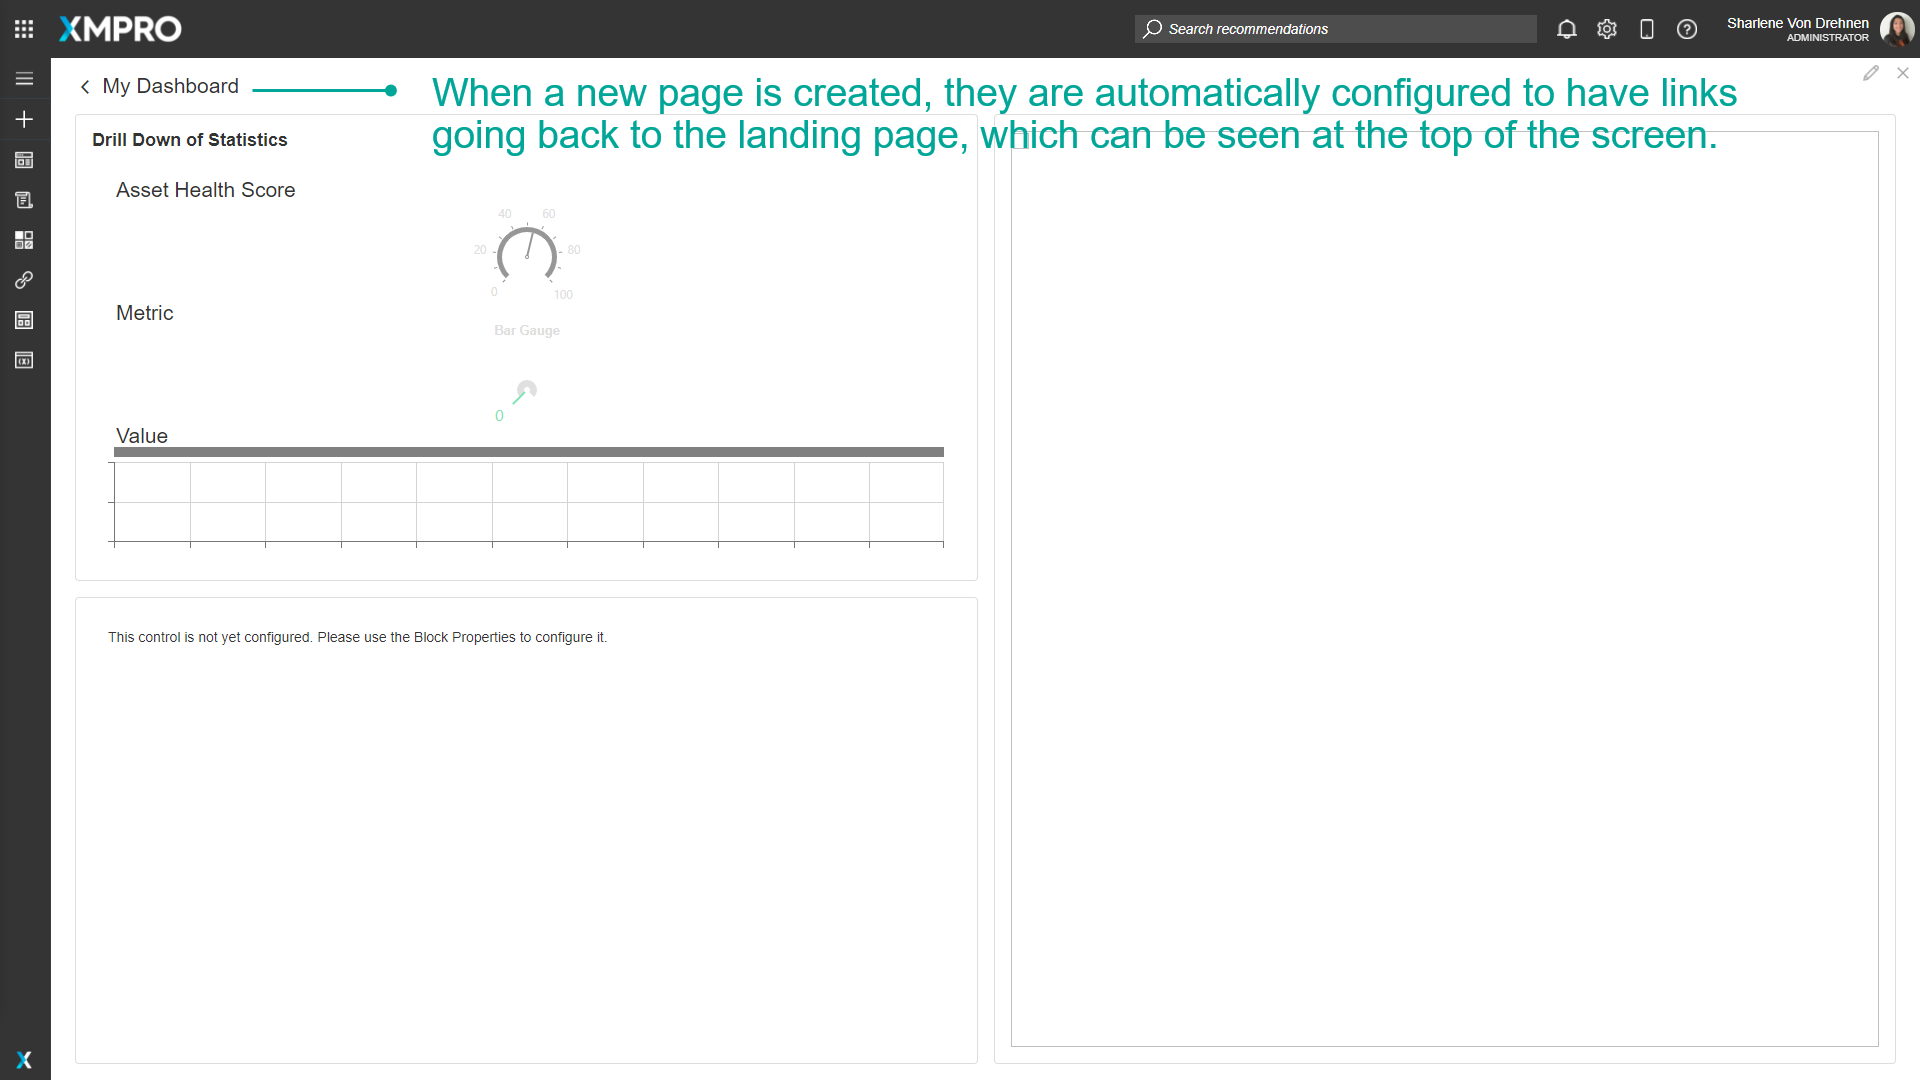 XMPRO
Search recommendations
Sharlene Von Drehnen
ADMINISTRATOR
My Dashboard
When a new page is created, they are automatically configured to have links
going back to the landing page, which can be seen at the top of the screen.
Drill Down of Statistics
Asset Health Score
40 60
20 80
0 100
Metric
Bar Gauge
0
Value
This control is not yet configured. Please use the Block Properties to configure it.
X